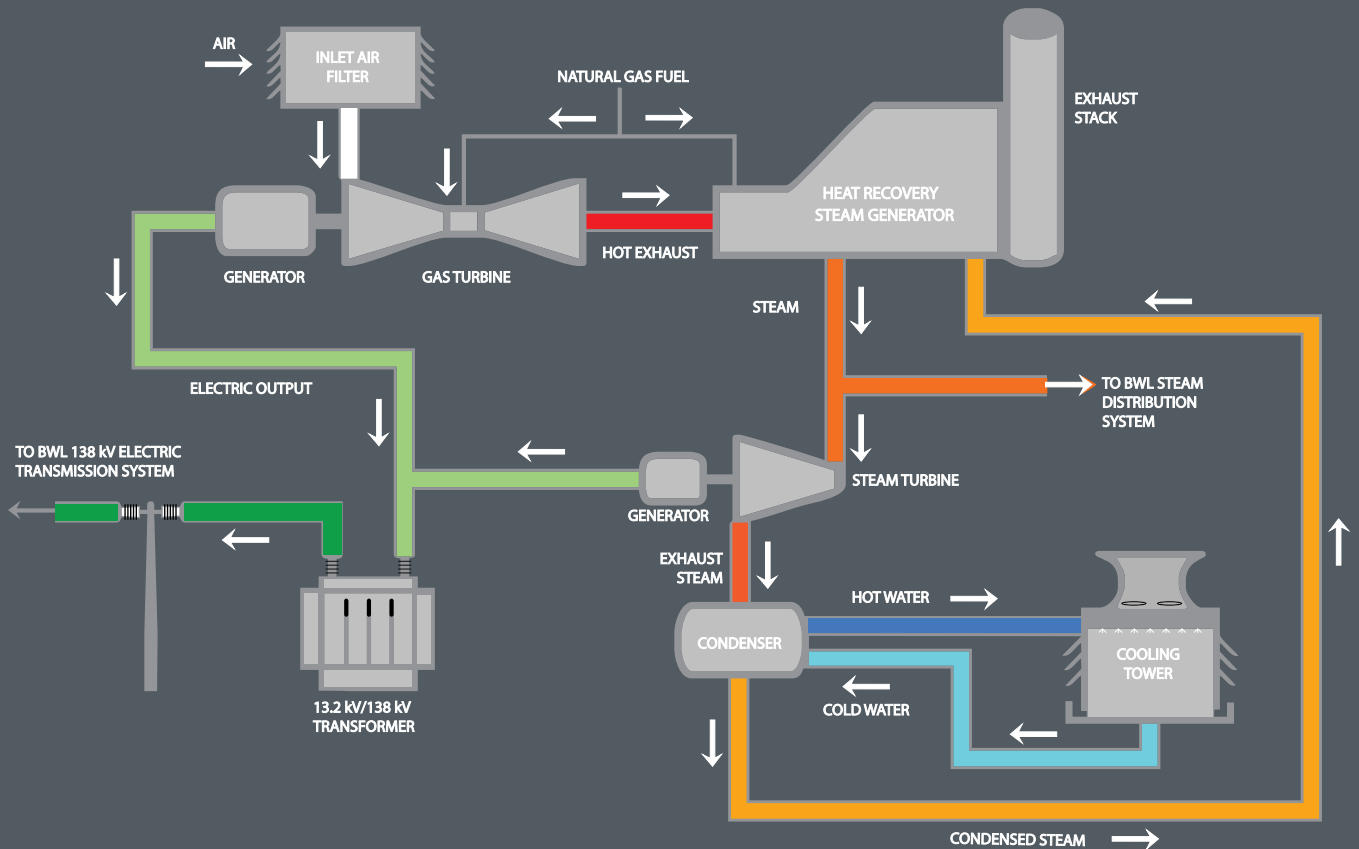 AIR
INLET AIR
FILTER
NATURAL GAS FUEL
EXHAUST
STACK
HEAT RECOVERY
STEAM GENERATOR
HOT EXHAUST
GENERATOR
GAS TURBINE
STEAM
ELECTRIC OUTPUT
TO BWL STEAM
DISTRIBUTION
SYSTEM
TO BWL 138 kV ELECTRIC
TRANSMISSION SYSTEM
STEAM TURBINE
GENERATOR
EXHAUST
STEAM
HOT WATER
CONDENSER
COOLING
TOWER
COLD WATER
13.2 kV/138 kV
TRANSFORMER
CONDENSED STEAM